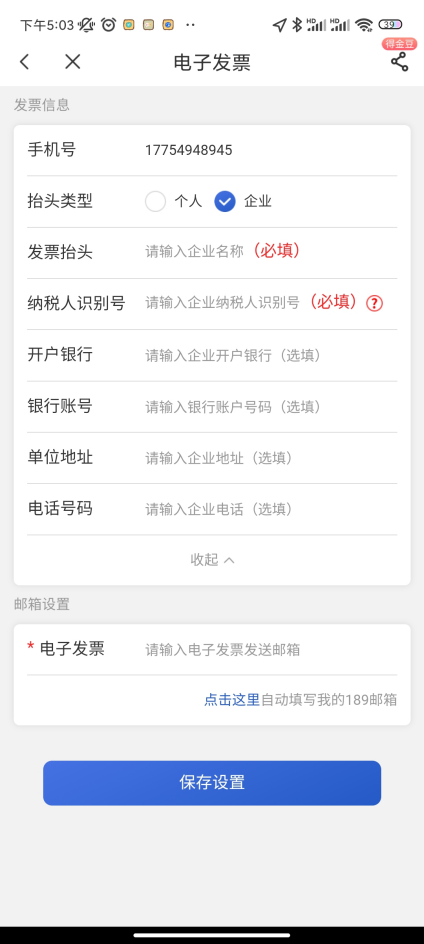 下午5:03
HD
HD
39
得金豆
电子发票
发票信息
手机号 17754948945
抬头类型 个人 企业
发票抬头 请输入企业名称（必填）
纳税人识别号 请输入企业纳税人识别号（必填）?
开户银行 请输入企业开户银行（选填）
银行账号 请输入银行账户号码（选填）
单位地址 请输入企业地址（选填）
电话号码 请输入企业电话（选填）
收起
邮箱设置
* 电子发票 请输入电子发票发送邮箱
点击这里自动填写我的189邮箱
保存设置